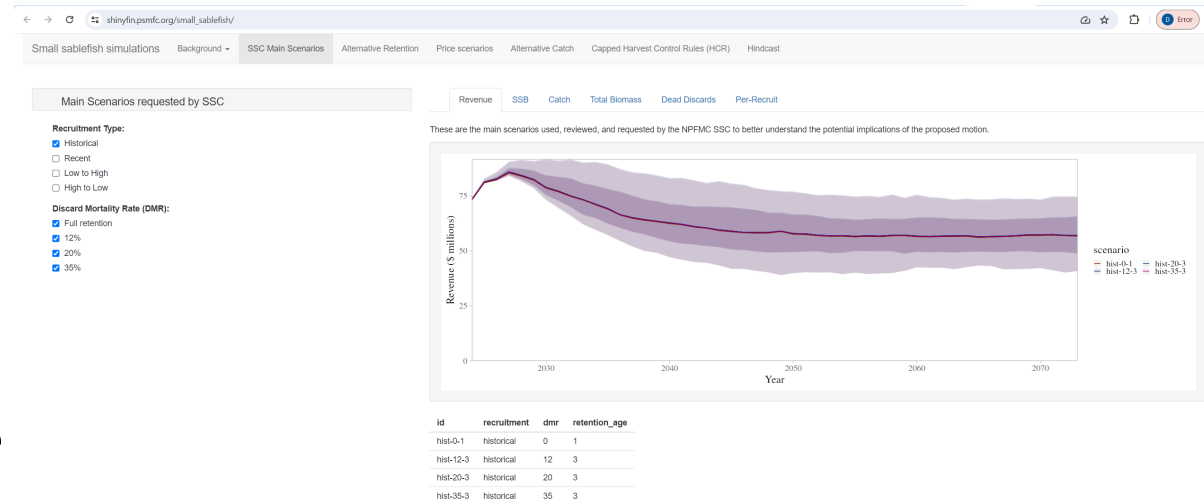 shinyfin.psmfc.org/small_sablefish/
D Error
Small sablefish simulations Background SSC Main Scenarios Alternative Retention Price scenarios Alternative Catch Capped Harvest Control Rules (HCR) Hindcast
Main Scenarios requested by SSC
Recruitment Type:
Historical
Recent
Low to High
High to Low
Discard Mortality Rate (DMR):
Full retention
12%
20%
35%
Revenue SSB Catch Total Biomass Dead Discards Per-Recruit
These are the main scenarios used, reviewed, and requested by the NPFMC SSC to better understand the potential implications of the proposed motion.
Revenue ($ millions)
75
50
25
0
2030 2040 2050 2060 2070
Year
scenario
hist-0-1 hist-20-3
hist-12-3 hist-35-3
id recruitment dmr retention_age
hist-0-1 historical 0 1
hist-12-3 historical 12 3
hist-20-3 historical 20 3
hist-35-3 historical 35 3